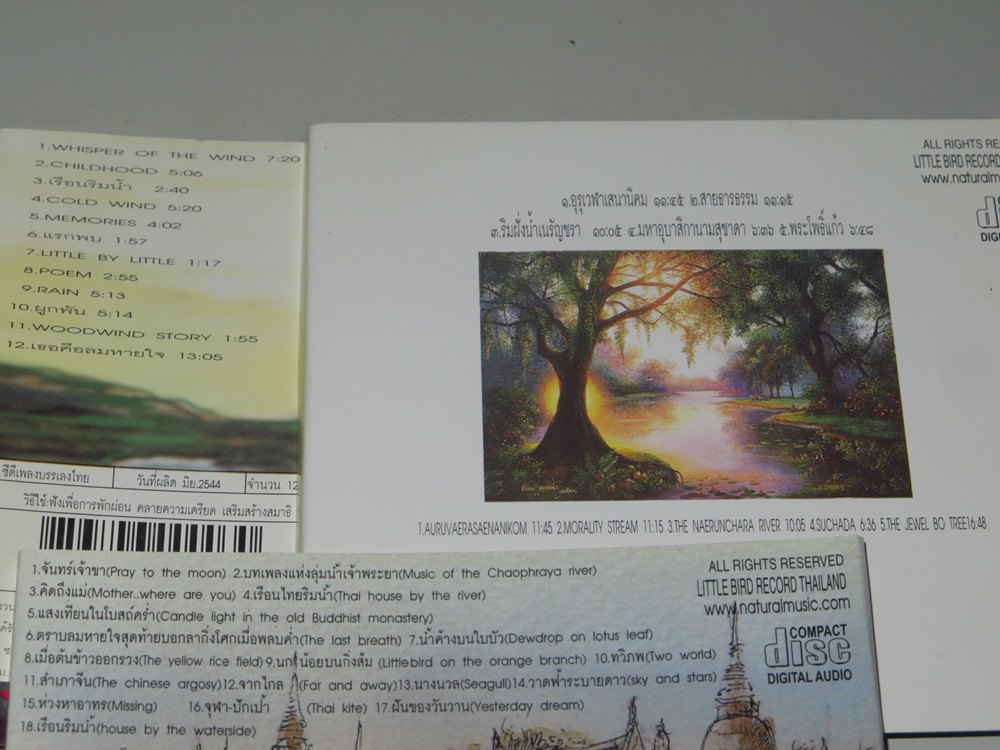 1.WHISPER OF THE WIND 7:20
2.CHILDHOOD 5:06
3.เรือนริมน้ำ 2:40
4.COLD WIND 5:20
5.MEMORIES 4:02
6.แรกพบ 1:57
7.LITTLE BY LITTLE 1:17
8.POEM 2:55
9.RAIN 5:13
10.ผูกพัน 5:14
11.WOODWIND STORY 1:55
12.เธอคือลมหายใจ 13:05
ซีดีเพลงบรรเลงไทย วันที่ผลิต มิย.2544 จำนวน 12
วิธีใช้:ฟังเพื่อการพักผ่อน คลายความเครียด เสริมสร้างสมาธิ
ALL RIGHTS RE
LITTLE BIRD RECORD
www.naturalm
di
DIG
๑.อุรุเวฬาเสนานิคม ๑๑:๔๕ ๒.สายธารธรรม ๑๑:๑๕
๓.ริมฝั่งน้ำเนรัญชรา ๑๐:๐๕ ๔.มหาอุบาสิกานามสุชาดา ๖:๓๖ ๕.พระโพธิ์แก้ว ๖:๔๘
1.AURUVAERASAENANIKOM 11:45 2.MORALITY STREAM 11:15 3.THE NAERUNCHARA RIVER 10:05 4.SUCHADA 6:36 5.THE JEWEL BO TREE16:48
1.จันทร์เจ้าขา(Pray to the moon) 2.บทเพลงแห่งลุ่มน้ำเจ้าพระยา(Music of the Chaophraya river)
3.คิดถึงแม่(Mother..where are you) 4.เรือนไทยริมน้ำ(Thai house by the river)
5.แสงเทียนในโบสถ์คร่ำ(Candle light in the old Buddhist monastery)
6.ตราบลมหายใจสุดท้ายบอกลากิ่งโศกเมื่อพลบค่ำ(The last breath) 7.น้ำค้างบนใบบัว(Dewdrop on lotus leaf)
8.เมื่อต้นข้าวออกรวง(The yellow rice field) 9.นกน้อยบนกิ่งส้ม (Littlebird on the orange branch) 10.ทวิภพ(Two world)
11.สำเภาจีน(The chinese argosy)12.จากไกล (Far and away)13.นางนวล(Seagull)14.วาดฟ้าระบายดาว(sky and stars)
15.ห่วงหาอาทร(Missing) 16.จุฬา-ปักเป้า (Thai kite) 17.ฝันของวันวาน(Yesterday dream)
18.เรือนริมน้ำ(house by the waterside)
ALL RIGHTS RESERVED
LITTLE BIRD RECORD THAILAND
www.naturalmusic.com
COMPACT
disc
DIGITAL AUDIO